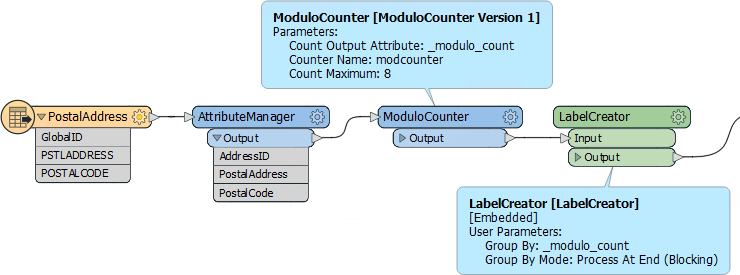 ModuloCounter [ModuloCounter Version 1]
Parameters:
Count Output Attribute: _modulo_count
Counter Name: modcounter
Count Maximum: 8
PostalAddress
GlobalID
PSTLADDRESS
POSTALCODE
AttributeManager
Output
AddressID
PostalAddress
PostalCode
ModuloCounter
Output
LabelCreator
Input
Output
LabelCreator [LabelCreator]
[Embedded]
User Parameters:
Group By: _modulo_count
Group By Mode: Process At End (Blocking)